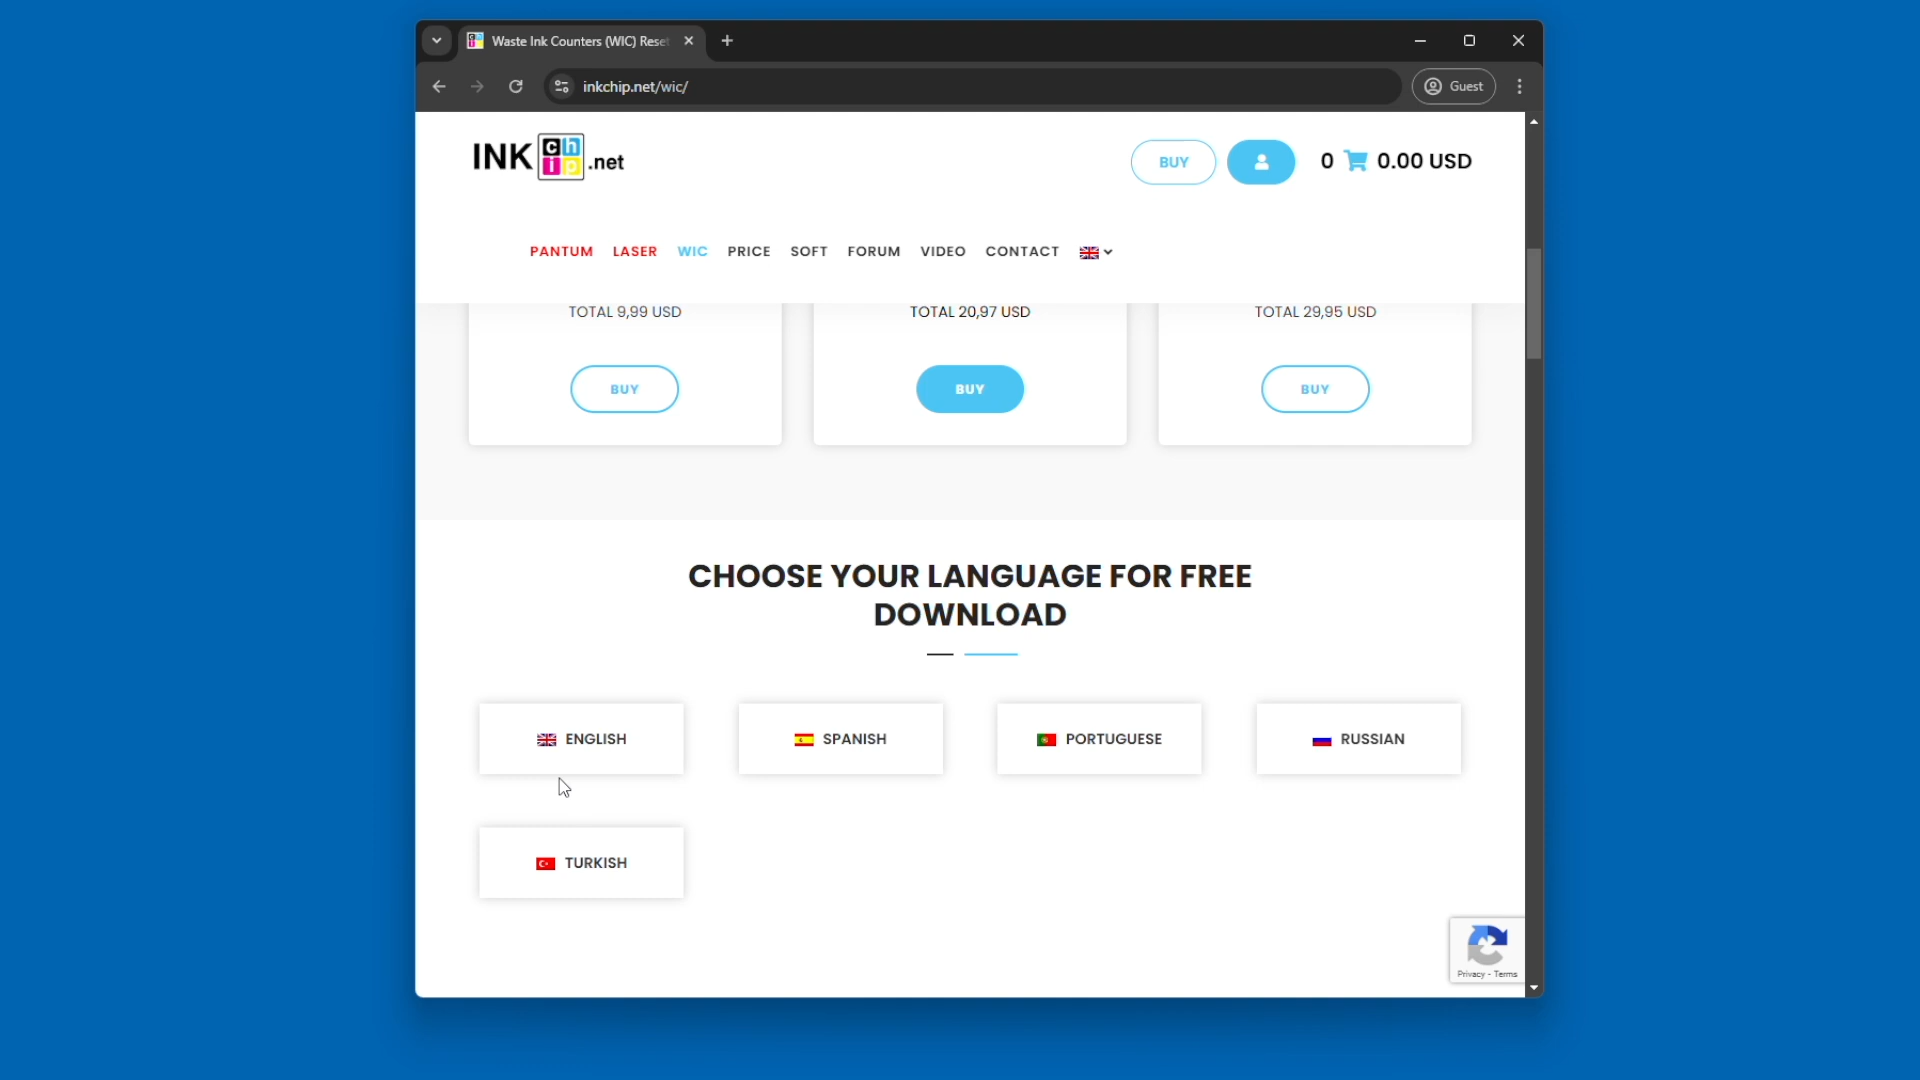 Waste Ink Counters (WIC) Reset
inkchip.net/wic/
Guest
INK chip .net
BUY
0 0.00 USD
PANTUM LASER WIC PRICE SOFT FORUM VIDEO CONTACT
TOTAL 9,99 USD TOTAL 20,97 USD TOTAL 29,95 USD
BUY BUY BUY
CHOOSE YOUR LANGUAGE FOR FREE
DOWNLOAD
ENGLISH SPANISH PORTUGUESE RUSSIAN
TURKISH
Privacy - Terms